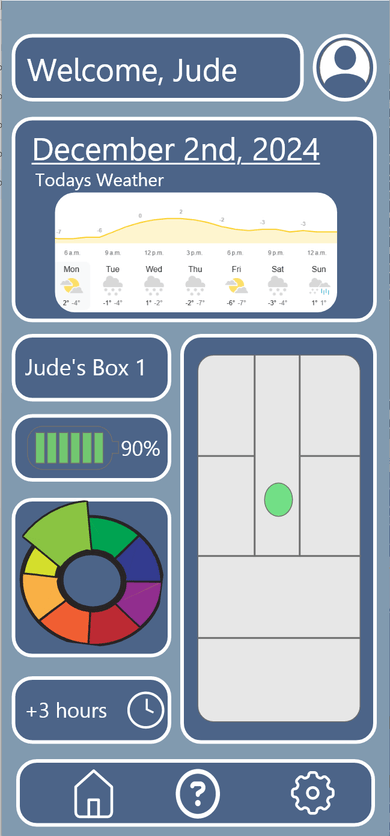 Welcome, Jude
December 2nd, 2024
Todays Weather
-7 -6 0 2 -2 -3 -3
6 a.m. 9 a.m. 12 p.m. 3 p.m. 6 p.m. 9 p.m. 12 a.m.
Mon Tue Wed Thu Fri Sat Sun
2° -4° -1° -4° 1° -2° -2° -7° -6° -7° -3° -4° 1° 1°
Jude's Box 1
90%
+3 hours
?